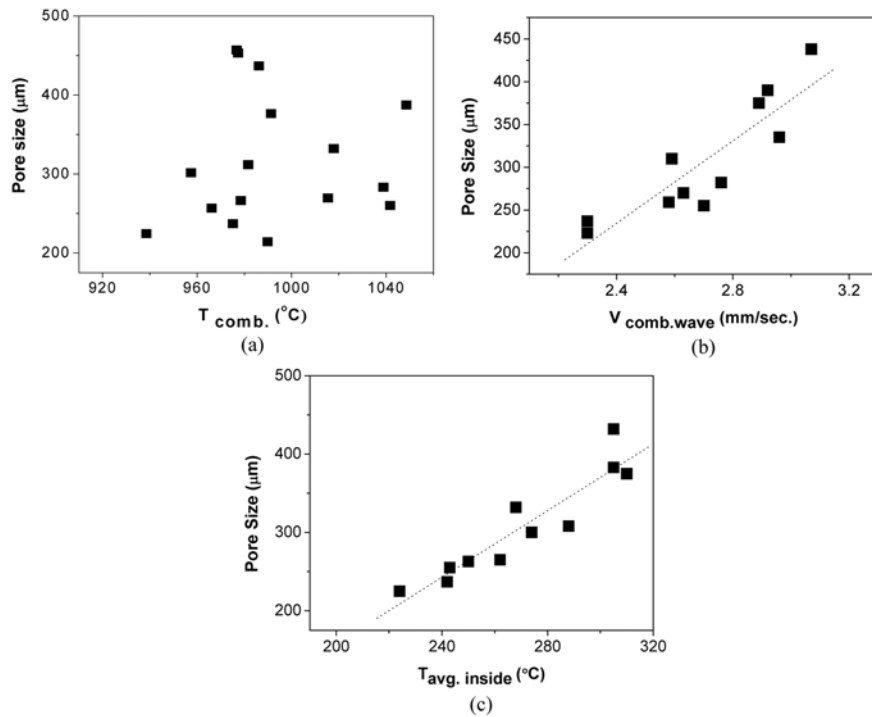 500
400
300
200
Pore size (μm)
920 960 1000 1040
T comb. (°C)
(a)
450
400
350
300
250
200
Pore Size (μm)
2.4 2.8 3.2
V comb.wave (mm/sec.)
(b)
500
400
300
200
Pore Size (μm)
200 240 280 320
Tavg. inside (°C)
(c)